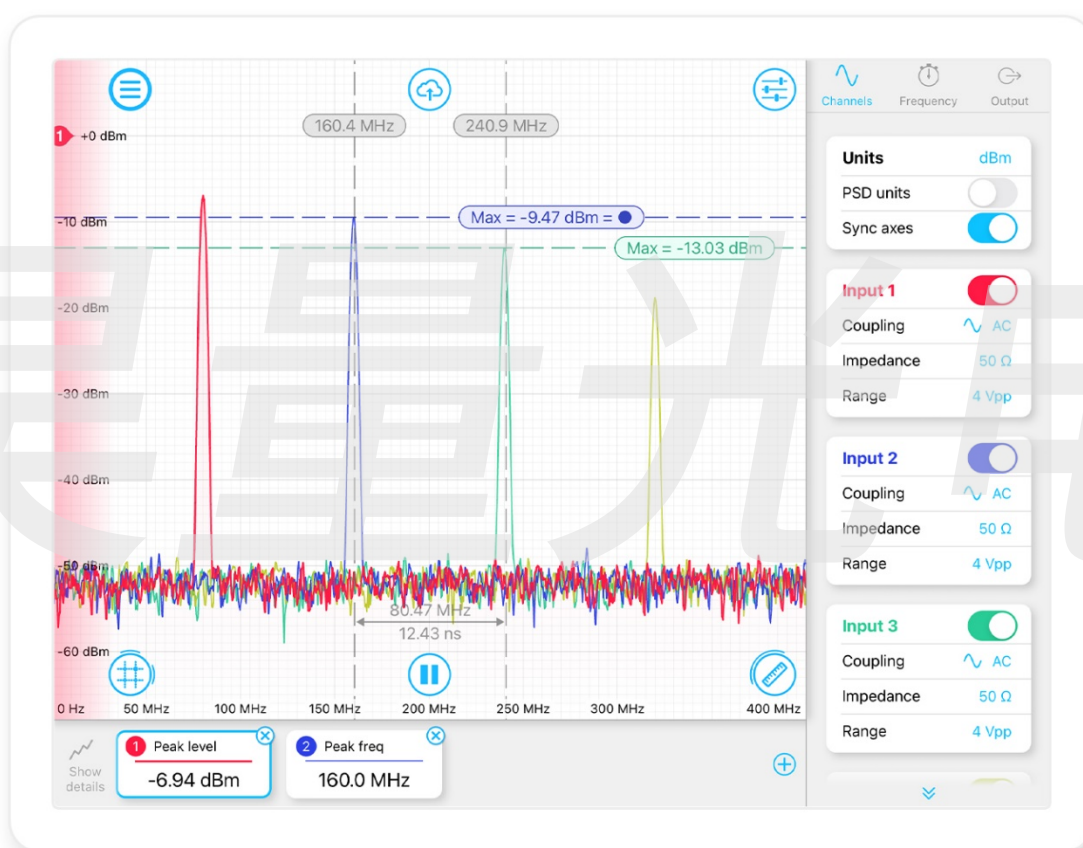 160.4 MHz
240.9 MHz
1
+0 dBm
-10 dBm
Max = -9.47 dBm =
Max = -13.03 dBm
-20 dBm
-30 dBm
-40 dBm
-50 dBm
80.47 MHz
12.43 ns
-60 dBm
0 Hz
50 MHz
100 MHz
150 MHz
200 MHz
250 MHz
300 MHz
400 MHz
Show
details
1 Peak level
-6.94 dBm
2 Peak freq
160.0 MHz
Channels
Frequency
Output
Units dBm
PSD units
Sync axes
Input 1
Coupling AC
Impedance 50 Ω
Range 4 Vpp
Input 2
Coupling AC
Impedance 50 Ω
Range 4 Vpp
Input 3
Coupling AC
Impedance 50 Ω
Range 4 Vpp
量光